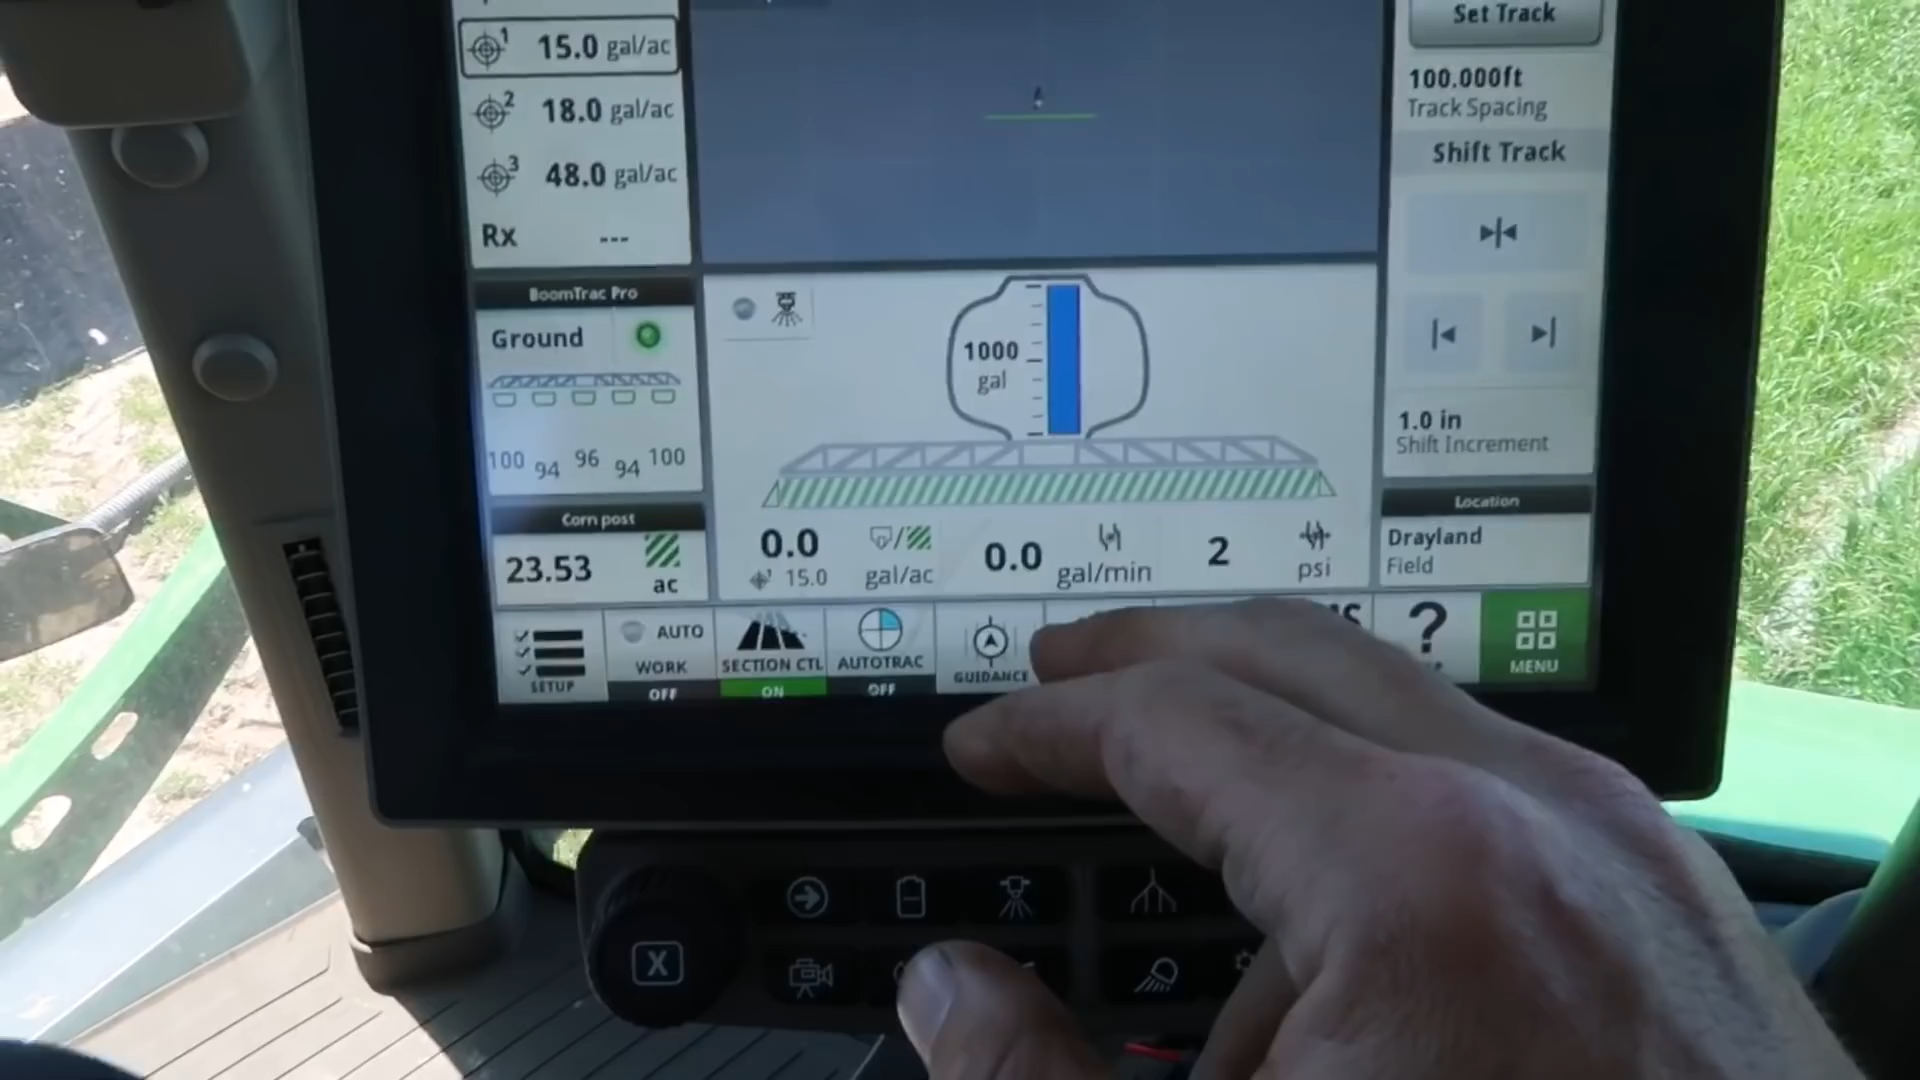 1 15.0 gal/ac
2 18.0 gal/ac
3 48.0 gal/ac
Rx ---
BoomTrac Pro
Ground
100 94 96 94 100
Corn post
23.53 ac
1000
gal
0.0 gal/ac
15.0
0.0 gal/min
2 psi
Set Track
100.000ft
Track Spacing
Shift Track
1.0 in
Shift Increment
Location
Drayland
Field
SETUP
AUTO
WORK
OFF
SECTION CTL
ON
AUTOTRAC
OFF
GUIDANCE
?
MENU
X